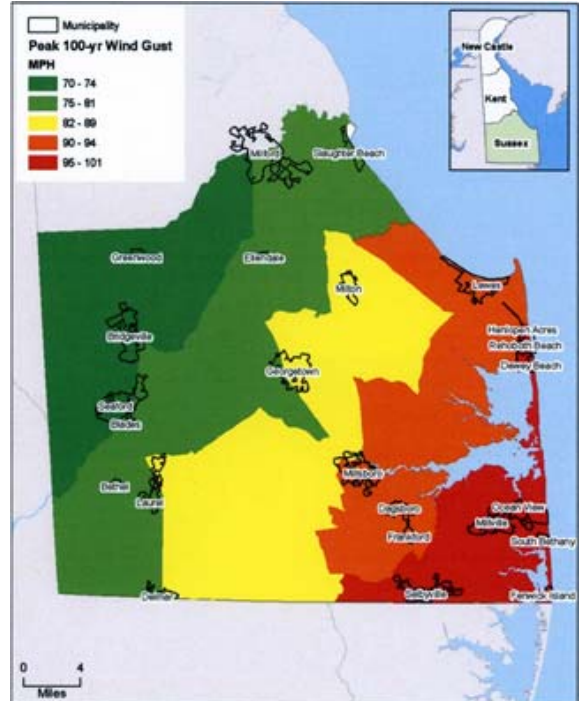 Municipality
Peak 100-yr Wind Gust
MPH
70 - 74
75 - 81
82 - 89
90 - 94
95 - 101
New Castle
Kent
Sussex
Milford
Slaughter Beach
Greenwood
Ellendale
Milton
Lewes
Henlopen Acres
Rehoboth Beach
Dewey Beach
Bridgeville
Georgetown
Seaford
Blades
Bethel
Laurel
Millsboro
Dagsboro
Frankford
Ocean View
Millville
South Bethany
Delmar
Selbyville
Fenwick Island
0 4
Miles